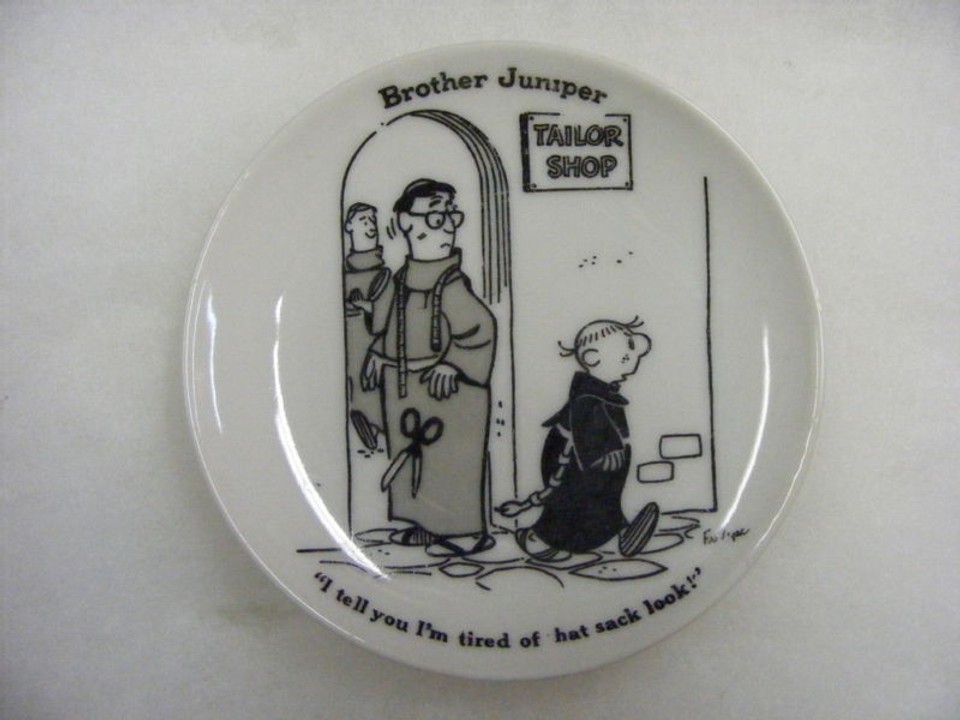 Brother Juniper
TAILOR
SHOP
"I tell you I'm tired of hat sack look!"